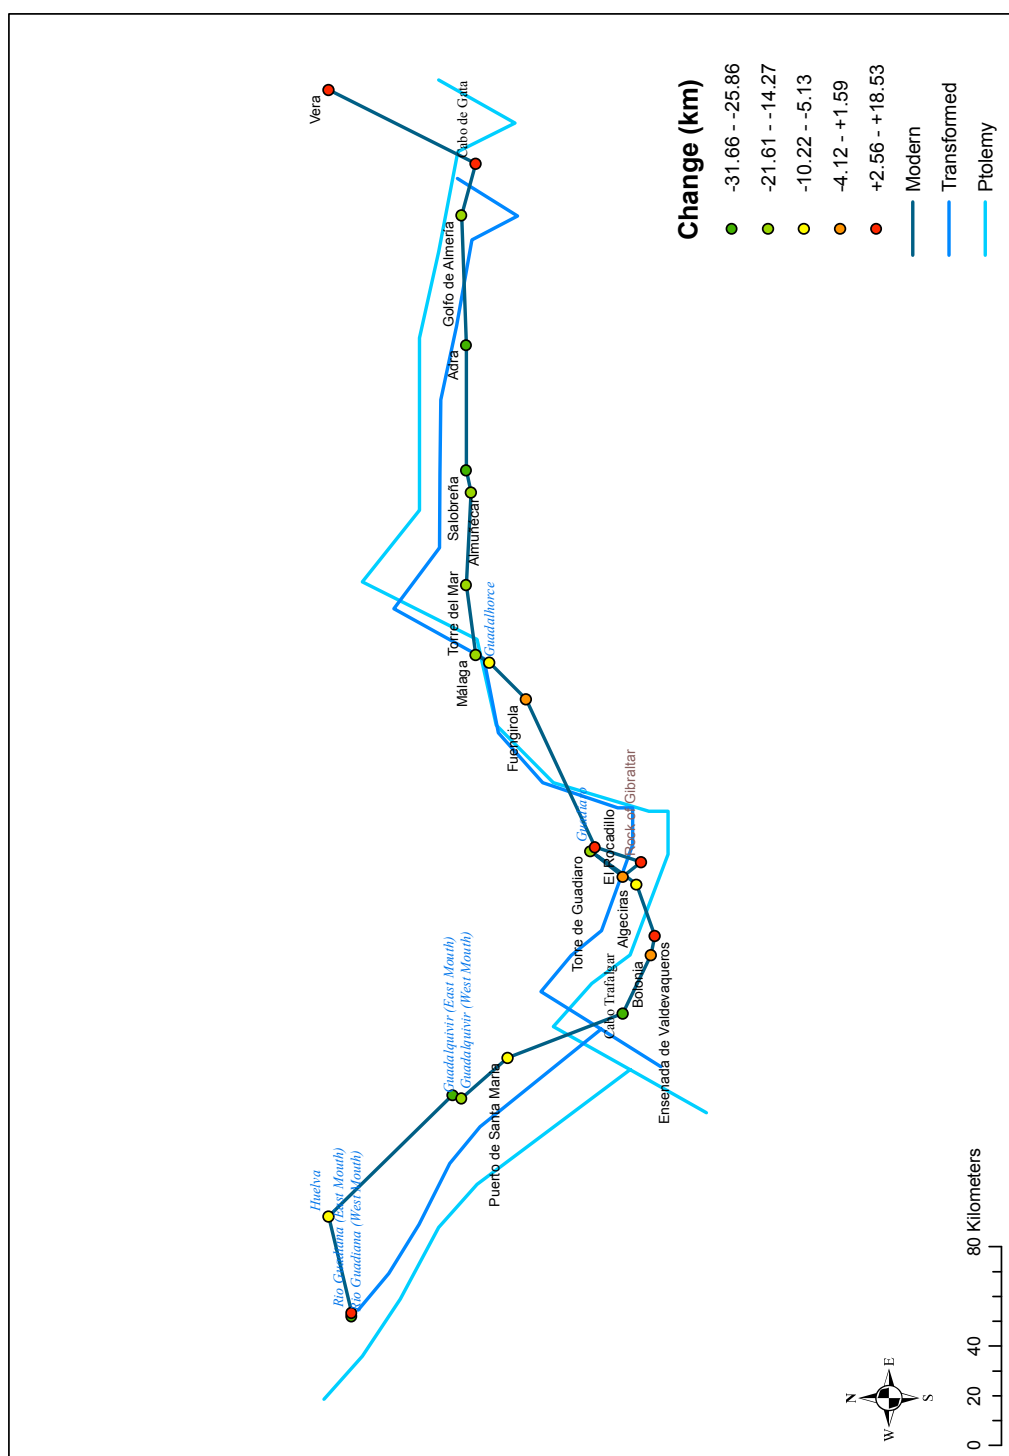 Vera
Cabo de Gata
Golfo de Almería
Adra
Salobreña
Almuñécar
Torre del Mar
Málaga
Guadalhorce
Fuengirola
Guadiaro
Torre de Guadiaro
El Rocadillo
Rock of Gibraltar
Algeciras
Bolonia
Ensenada de Valdevaqueros
Cabo Trafalgar
Puerto de Santa María
Guadalquivir (East Mouth)
Guadalquivir (West Mouth)
Huelva
Rio Guadiana (East Mouth)
Rio Guadiana (West Mouth)
Change (km)
-31.66 - -25.86
-21.61 - -14.27
-10.22 - -5.13
-4.12 - +1.59
+2.56 - +18.53
Modern
Transformed
Ptolemy
N
W
E
S
0 20 40 80 Kilometers